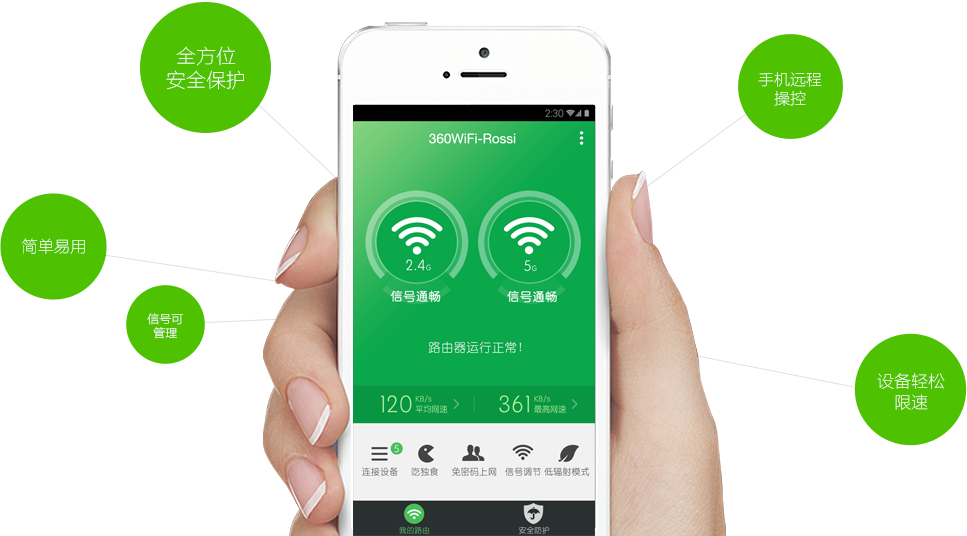 全方位
安全保护
手机远程
操控
简单易用
信号可
管理
设备轻松
限速
2:30
360WiFi-Rossi
2.4G
5G
信号通畅
信号通畅
路由器运行正常!
120 KB/s 平均网速
361 KB/s 最高网速
5
连接设备 吃独食 免密码上网 信号调节 低辐射模式
我的路由 安全防护